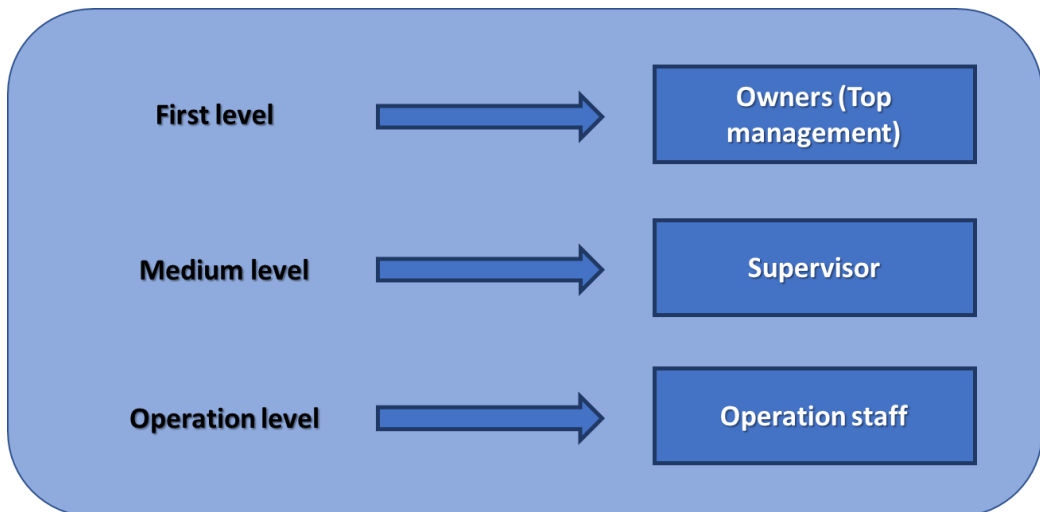 First level
Owners (Top
management)
Medium level
Supervisor
Operation level
Operation staff